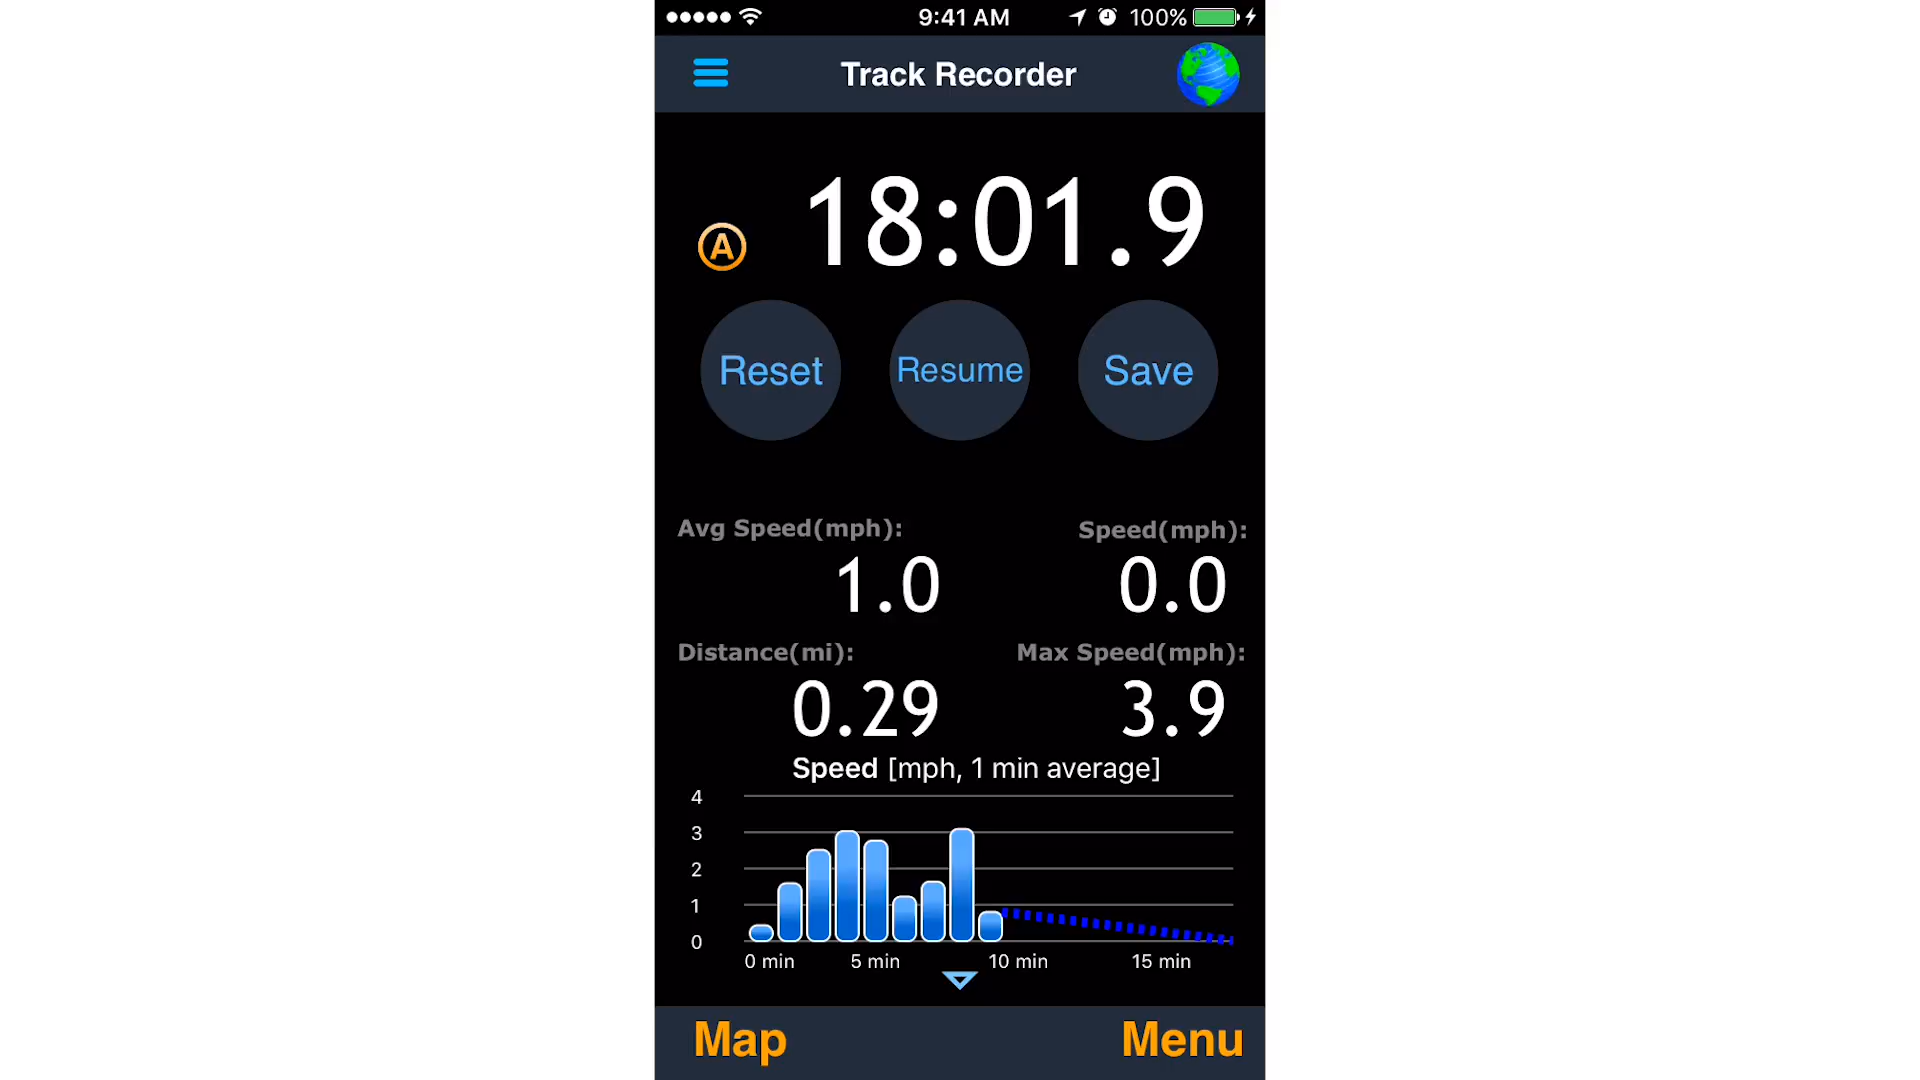 9:41 AM 100%
Track Recorder
A 18:01.9
Reset Resume Save
Avg Speed(mph): Speed(mph):
1.0 0.0
Distance(mi): Max Speed(mph):
0.29 3.9
Speed [mph, 1 min average]
4
3
2
1
0
0 min 5 min 10 min 15 min
Map Menu